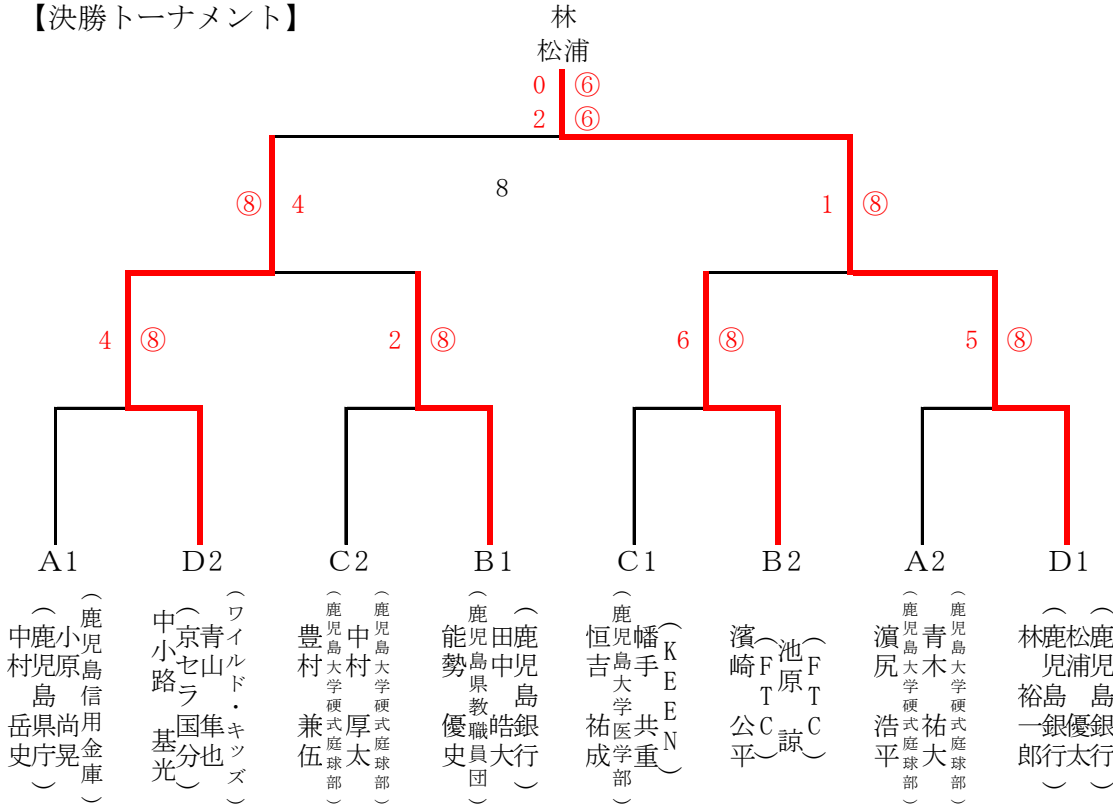 【決勝トーナメント】
林
松浦
0 ⑥
2 ⑥
8
⑧ 4
1 ⑧
4 ⑧
2 ⑧
6 ⑧
5 ⑧
A1
D2
C2
B1
C1
B2
A2
D1
小原 尚晃
(鹿児島信用金庫)
中村 岳史
(鹿児島県庁)
青山 隼也
(ワイルド・キッズ)
中小路 基光
(京セラ国分)
中村 厚太
(鹿児島大学硬式庭球部)
豊村 兼伍
(鹿児島大学硬式庭球部)
田中 皓大
(鹿児島銀行)
能勢 優史
(鹿児島県教職員団)
幡手 共重
(KEEN)
恒吉 祐成
(鹿児島大学医学部)
池原 諒
(FTC)
濱崎 公平
(FTC)
青木 祐大
(鹿児島大学硬式庭球部)
濵尻 浩平
(鹿児島大学硬式庭球部)
松浦 優太
(鹿児島銀行)
林 裕一郎
(鹿児島銀行)